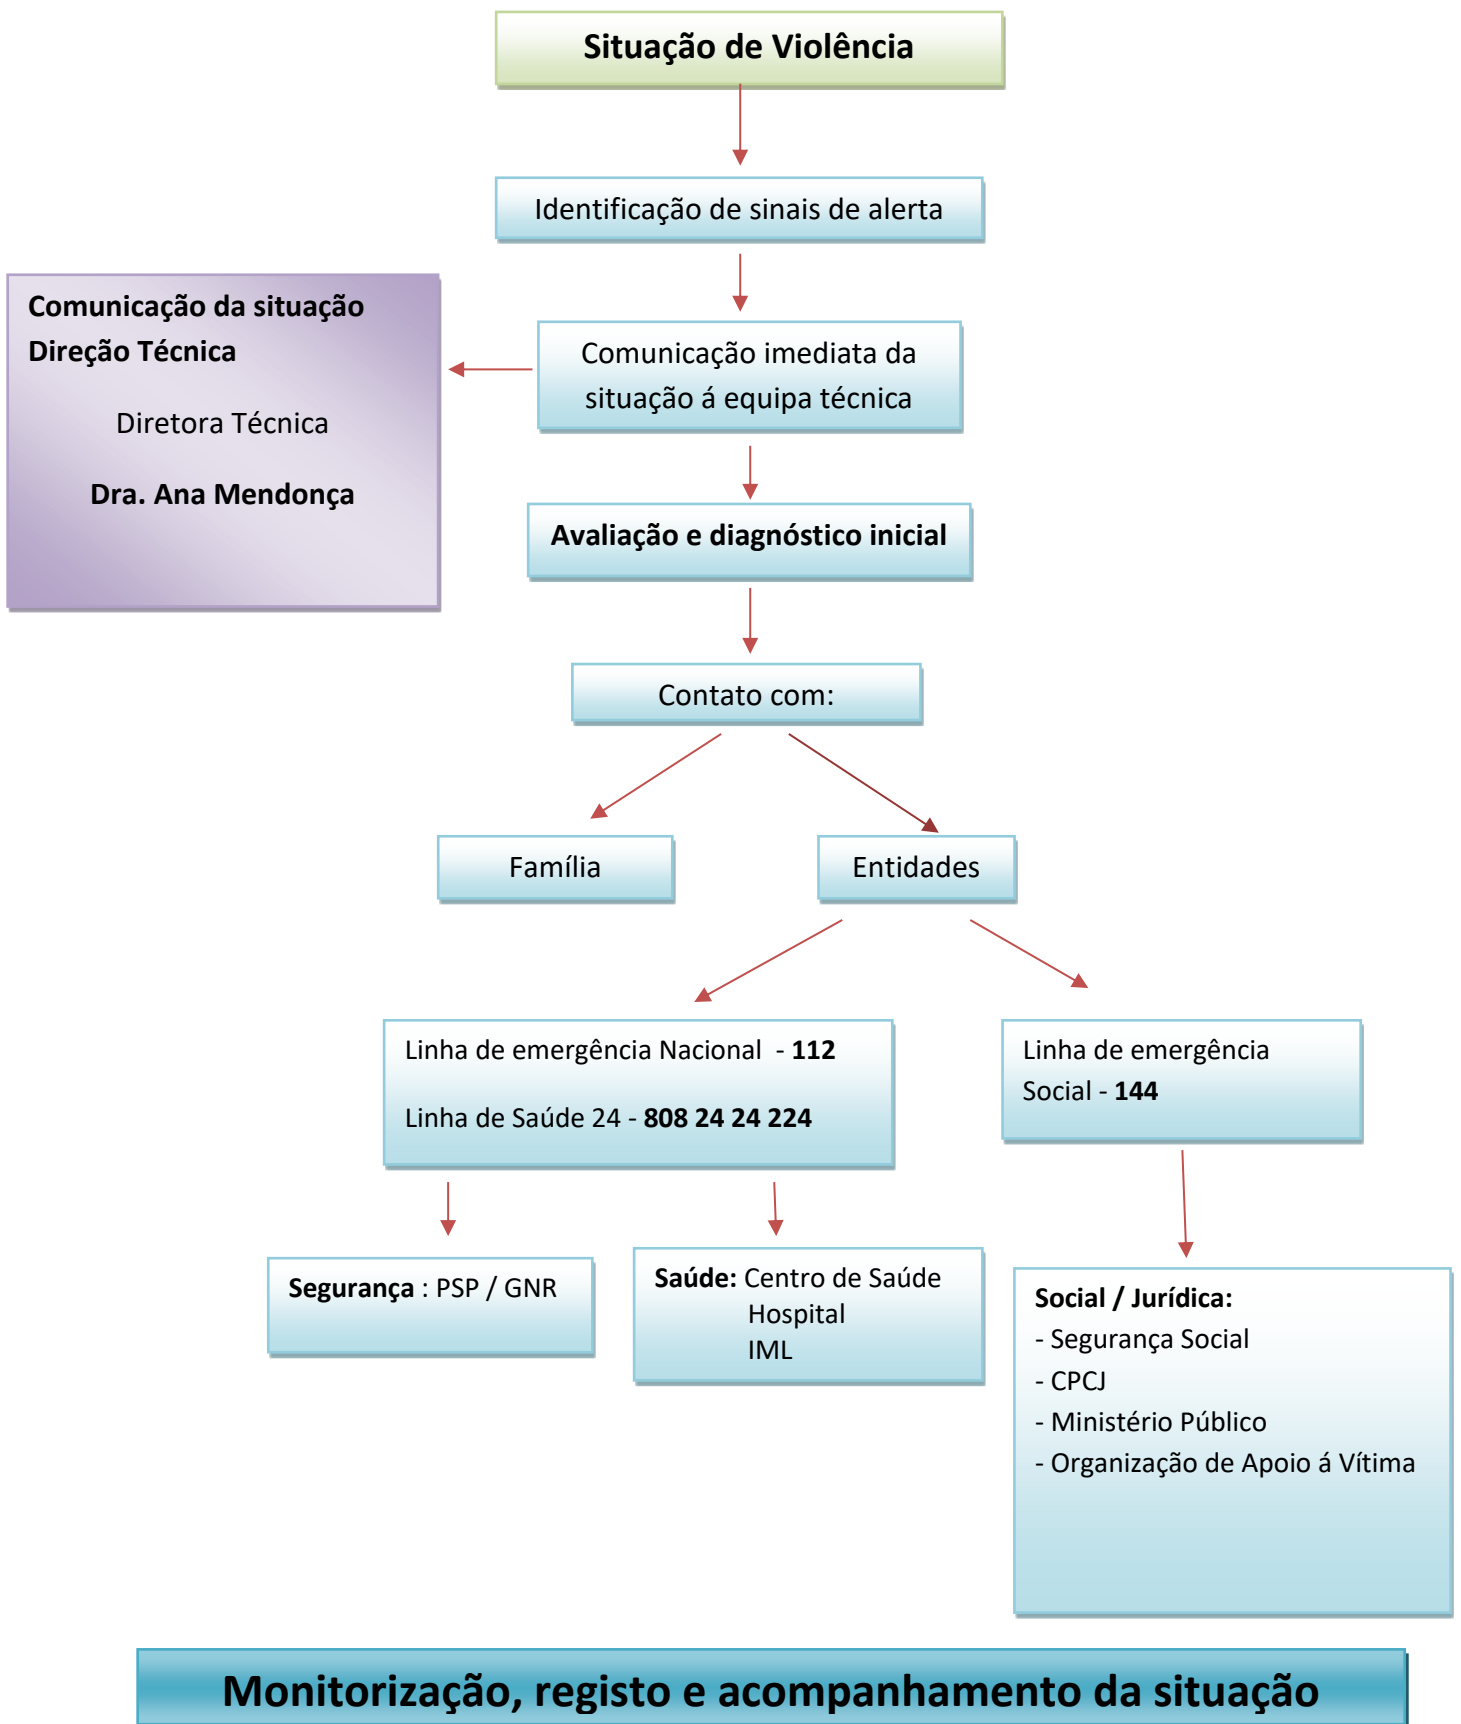 Situação de Violência
Identificação de sinais de alerta
Comunicação da situação
Direção Técnica
Diretora Técnica
Dra. Ana Mendonça
Comunicação imediata da
situação á equipa técnica
Avaliação e diagnóstico inicial
Contato com:
Família
Entidades
Linha de emergência Nacional - 112
Linha de Saúde 24 - 808 24 24 224
Linha de emergência
Social - 144
Segurança : PSP / GNR
Saúde: Centro de Saúde
Hospital
IML
Social / Jurídica:
- Segurança Social
- CPCJ
- Ministério Público
- Organização de Apoio á Vítima
Monitorização, registo e acompanhamento da situação